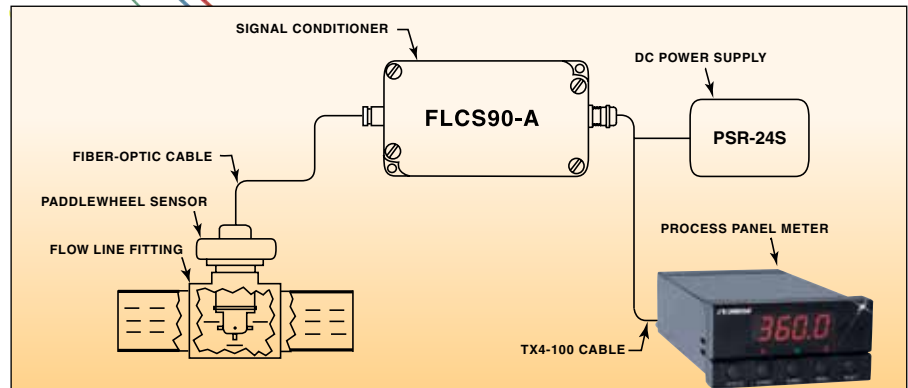 SIGNAL CONDITIONER
DC POWER SUPPLY
FLCS90-A
PSR-24S
FIBER-OPTIC CABLE
PADDLEWHEEL SENSOR
FLOW LINE FITTING
PROCESS PANEL METER
360.0
TX4-100 CABLE